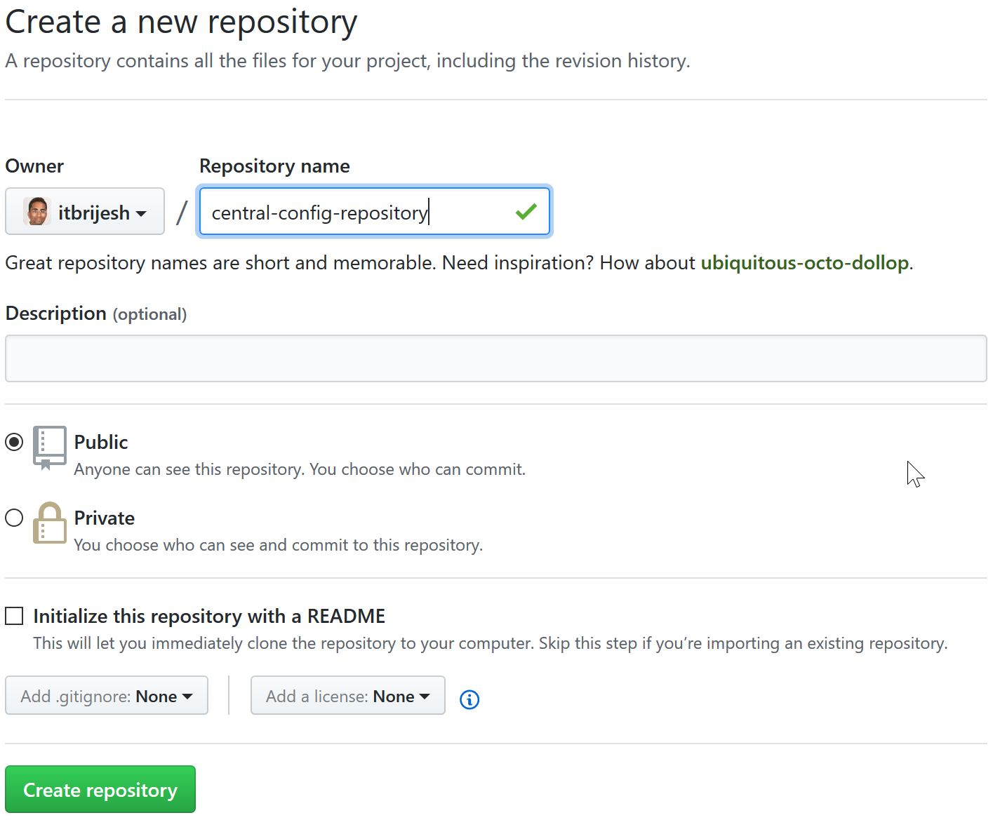 Create a new repository
A repository contains all the files for your project, including the revision history.
Owner
Repository name
itbrijesh
/
central-config-repository
Great repository names are short and memorable. Need inspiration? How about ubiquitous-octo-dollop.
Description (optional)
Public
Anyone can see this repository. You choose who can commit.
Private
You choose who can see and commit to this repository.
Initialize this repository with a README
This will let you immediately clone the repository to your computer. Skip this step if you’re importing an existing repository.
Add .gitignore: None
Add a license: None
Create repository